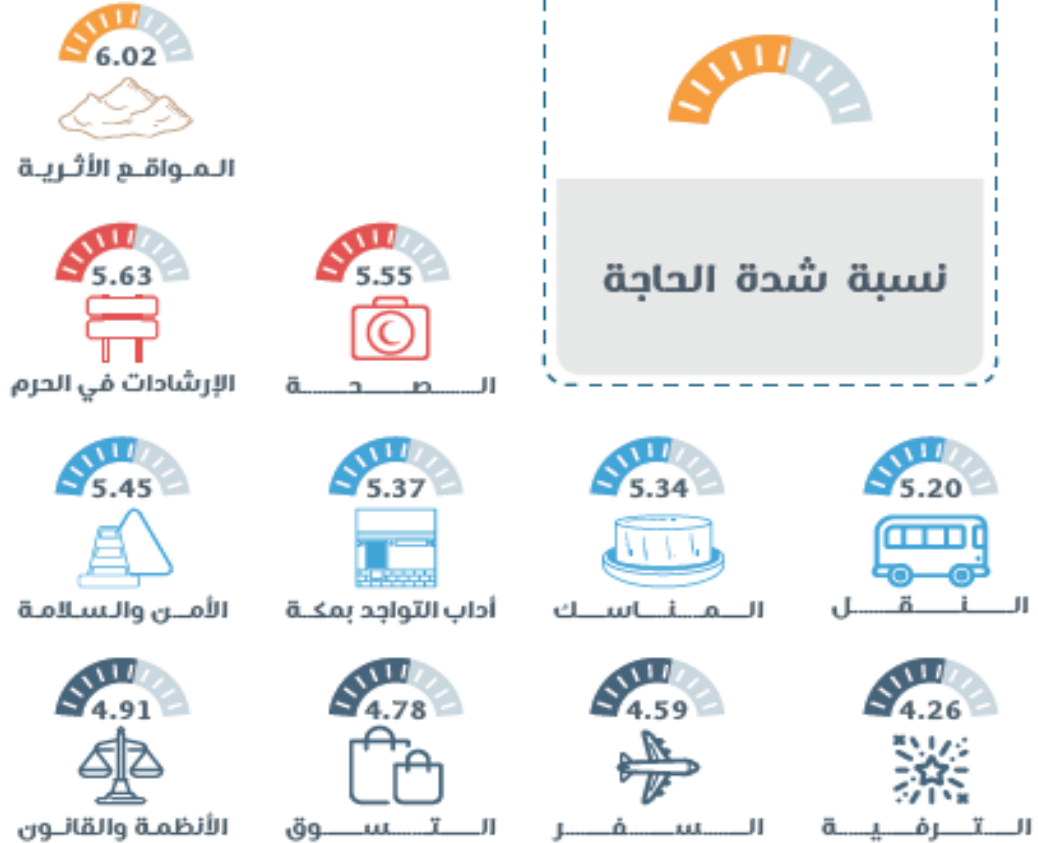 نسبة شدة الحاجة
6.02
المواقع الأثرية
5.55
الصحة
5.63
الإرشادات في الحرم
5.20
النقل
5.34
المناسك
5.37
أداب التواجد بمكة
5.45
الأمن والسلامة
4.26
الترفية
4.59
السفر
4.78
التسوق
4.91
الأنظمة والقانون